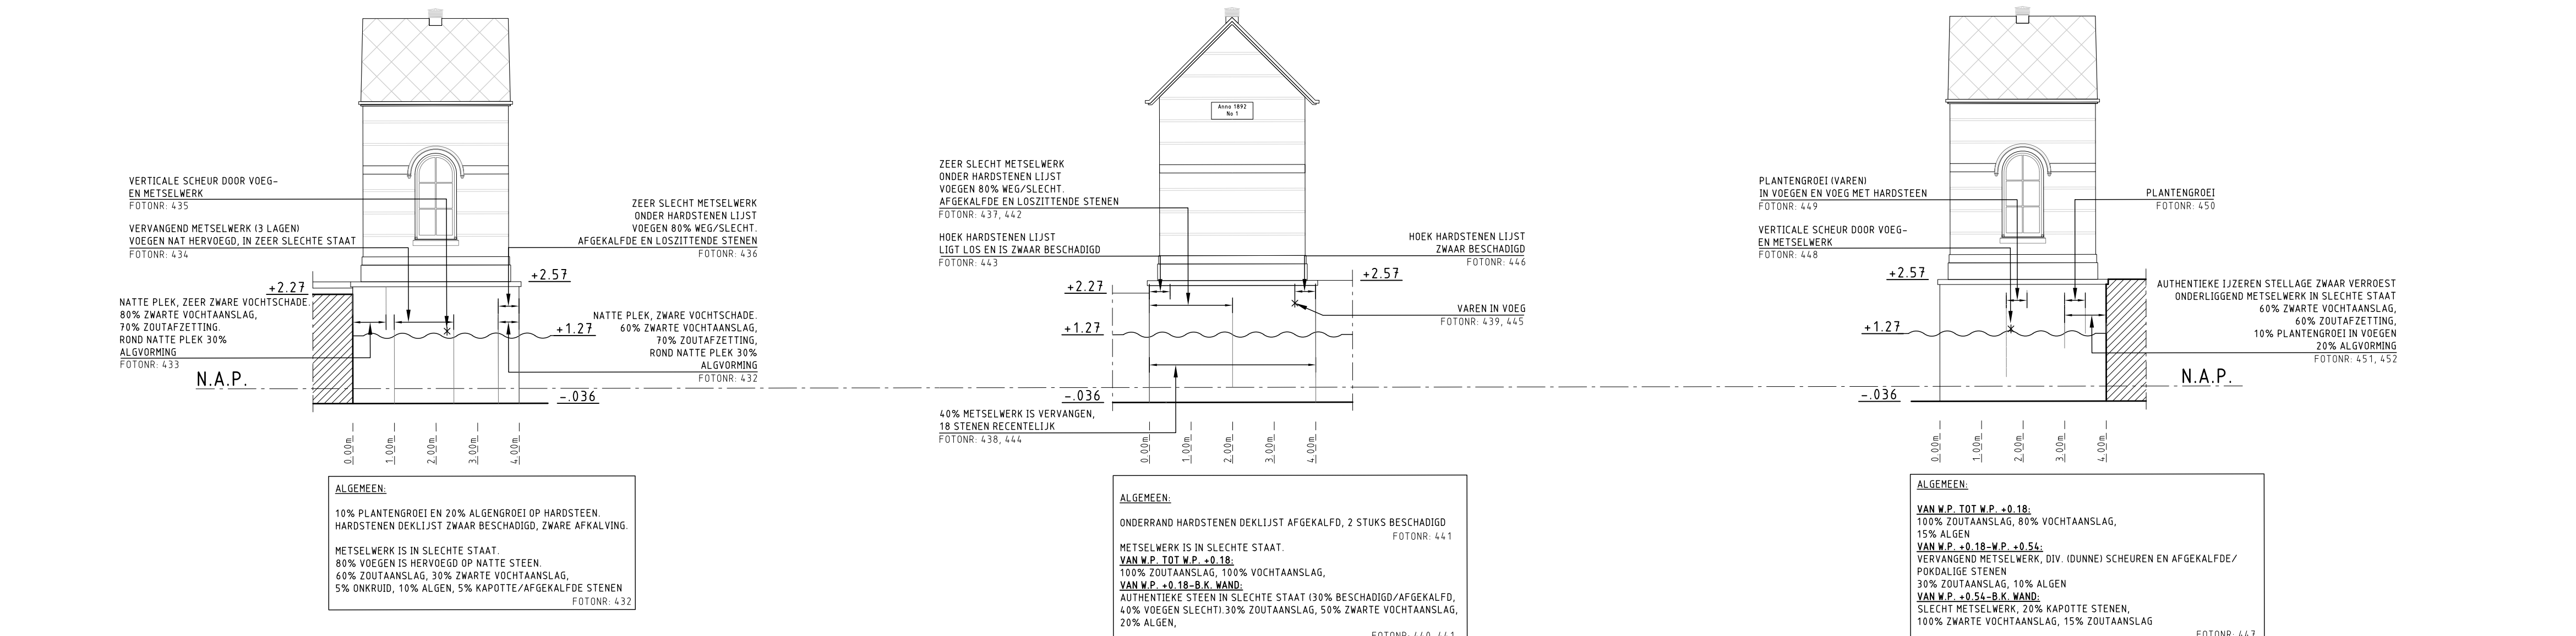 VERTICALE SCHEUR DOOR VOEG-
EN METSELWERK
FOTONR: 435
VERVANGEND METSELWERK (3 LAGEN)
VOEGEN NAT HERVOEGD, IN ZEER SLECHTE STAAT
FOTONR: 434
+2.27
NATTE PLEK, ZEER ZWARE VOCHTSCHADE.
80% ZWARTE VOCHTAANSLAG,
70% ZOUTAFZETTING.
ROND NATTE PLEK 30%
ALGVORMING
FOTONR: 433
N.A.P.
ZEER SLECHT METSELWERK
ONDER HARDSTENEN LIJST
VOEGEN 80% WEG/SLECHT.
AFGEKALFDE EN LOSZITTENDE STENEN
FOTONR: 436
+2.57
NATTE PLEK, ZWARE VOCHTSCHADE.
60% ZWARTE VOCHTAANSLAG,
70% ZOUTAFZETTING,
ROND NATTE PLEK 30%
ALGVORMING
FOTONR: 432
+1.27
-.036
0.00m
1.00m
2.00m
3.00m
4.00m
ALGEMEEN:
10% PLANTENGROEI EN 20% ALGENGROEI OP HARDSTEEN.
HARDSTENEN DEKLIJST ZWAAR BESCHADIGD, ZWARE AFKALVING.
METSELWERK IS IN SLECHTE STAAT.
80% VOEGEN IS HERVOEGD OP NATTE STEEN.
60% ZOUTAANSLAG, 30% ZWARTE VOCHTAANSLAG,
5% ONKRUID, 10% ALGEN, 5% KAPOTTE/AFGEKALFDE STENEN
FOTONR: 432
Anno 1892
No 1
ZEER SLECHT METSELWERK
ONDER HARDSTENEN LIJST
VOEGEN 80% WEG/SLECHT.
AFGEKALFDE EN LOSZITTENDE STENEN
FOTONR: 437, 442
HOEK HARDSTENEN LIJST
LIGT LOS EN IS ZWAAR BESCHADIGD
FOTONR: 443
+2.27
+1.27
-.036
40% METSELWERK IS VERVANGEN,
18 STENEN RECENTELIJK
FOTONR: 438, 444
HOEK HARDSTENEN LIJST
ZWAAR BESCHADIGD
FOTONR: 446
+2.57
VAREN IN VOEG
FOTONR: 439, 445
0.00m
1.00m
2.00m
3.00m
4.00m
ALGEMEEN:
ONDERRAND HARDSTENEN DEKLIJST AFGEKALFD, 2 STUKS BESCHADIGD
FOTONR: 441
METSELWERK IS IN SLECHTE STAAT.
VAN W.P. TOT W.P. +0.18:
100% ZOUTAANSLAG, 100% VOCHTAANSLAG,
VAN W.P. +0.18-B.K. WAND:
AUTHENTIEKE STEEN IN SLECHTE STAAT (30% BESCHADIGD/AFGEKALFD,
40% VOEGEN SLECHT).30% ZOUTAANSLAG, 50% ZWARTE VOCHTAANSLAG,
20% ALGEN,
FOTONR: 440, 441
PLANTENGROEI (VAREN)
IN VOEGEN EN VOEG MET HARDSTEEN
FOTONR: 449
VERTICALE SCHEUR DOOR VOEG-
EN METSELWERK
FOTONR: 448
+2.57
+1.27
-.036
PLANTENGROEI
FOTONR: 450
AUTHENTIEKE IJZEREN STELLAGE ZWAAR VERROEST
ONDERLIGGEND METSELWERK IN SLECHTE STAAT
60% ZWARTE VOCHTAANSLAG,
60% ZOUTAFZETTING,
10% PLANTENGROEI IN VOEGEN
20% ALGVORMING
FOTONR: 451, 452
N.A.P.
0.00m
1.00m
2.00m
3.00m
4.00m
ALGEMEEN:
VAN W.P. TOT W.P. +0.18:
100% ZOUTAANSLAG, 80% VOCHTAANSLAG,
15% ALGEN
VAN W.P. +0.18-W.P. +0.54:
VERVANGEND METSELWERK, DIV. (DUNNE) SCHEUREN EN AFGEKALFDE/
POKDALIGE STENEN
30% ZOUTAANSLAG, 10% ALGEN
VAN W.P. +0.54-B.K. WAND:
SLECHT METSELWERK, 20% KAPOTTE STENEN,
100% ZWARTE VOCHTAANSLAG, 15% ZOUTAANSLAG
FOTONR: 447